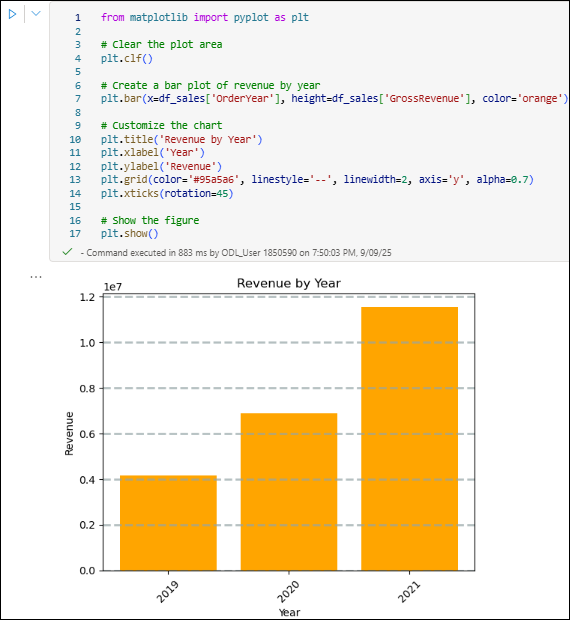 1 from matplotlib import pyplot as plt
2
3 # Clear the plot area
4 plt.clf()
5
6 # Create a bar plot of revenue by year
7 plt.bar(x=df_sales['OrderYear'], height=df_sales['GrossRevenue'], color='orange')
8
9 # Customize the chart
10 plt.title('Revenue by Year')
11 plt.xlabel('Year')
12 plt.ylabel('Revenue')
13 plt.grid(color='#95a5a6', linestyle='--', linewidth=2, axis='y', alpha=0.7)
14 plt.xticks(rotation=45)
15
16 # Show the figure
17 plt.show()
- Command executed in 883 ms by ODL_User 1850590 on 7:50:03 PM, 9/09/25
...
Revenue by Year
1e7
1.2
1.0
0.8
0.6
0.4
0.2
0.0
Revenue
2019 2020 2021
Year